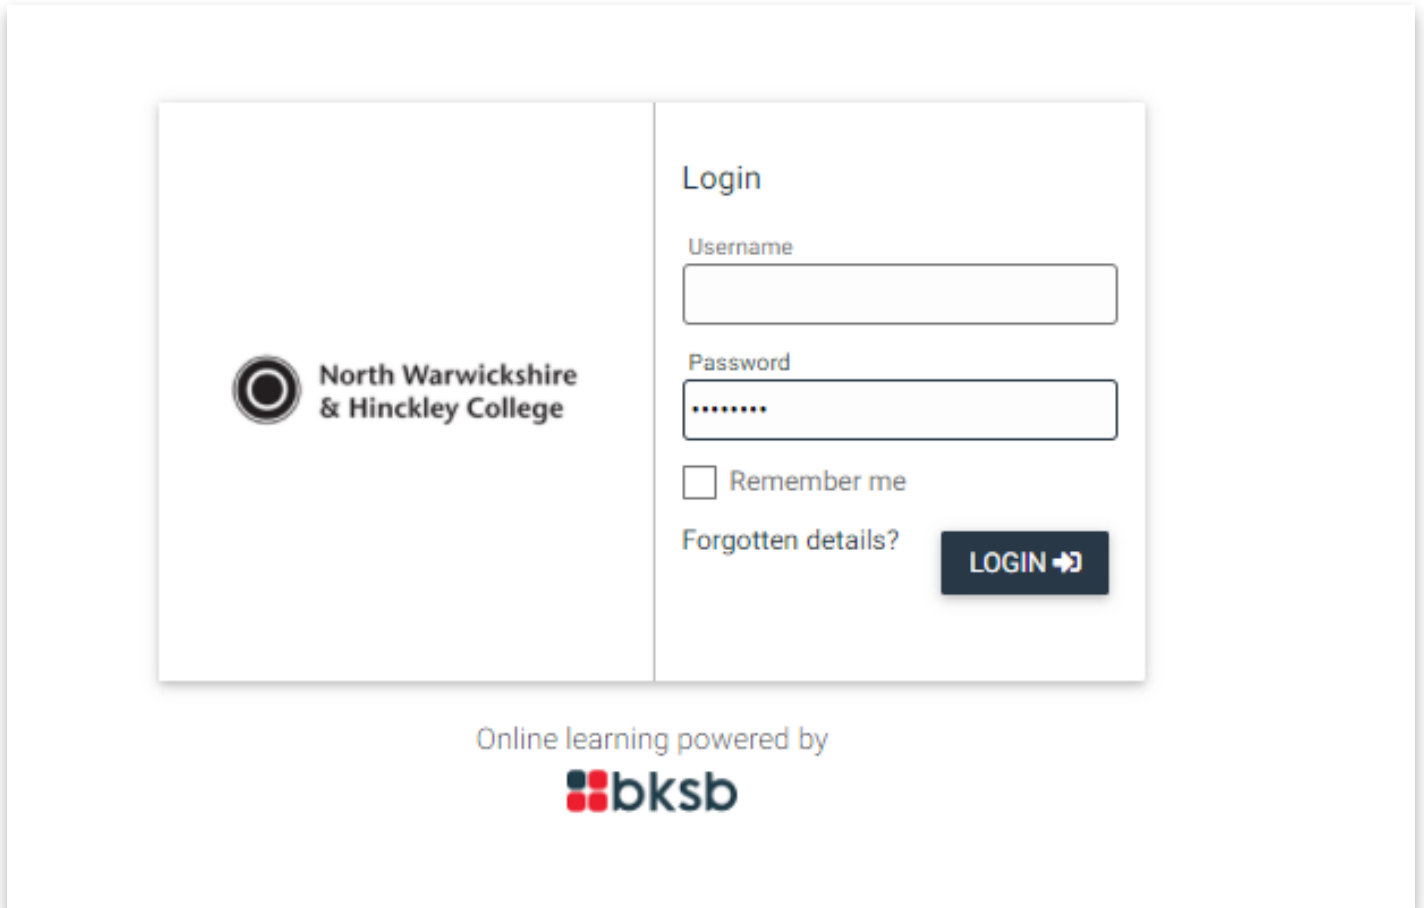 Login
Username
Password
••••••••
Remember me
Forgotten details?
LOGIN
North Warwickshire
& Hinckley College
Online learning powered by
bksb